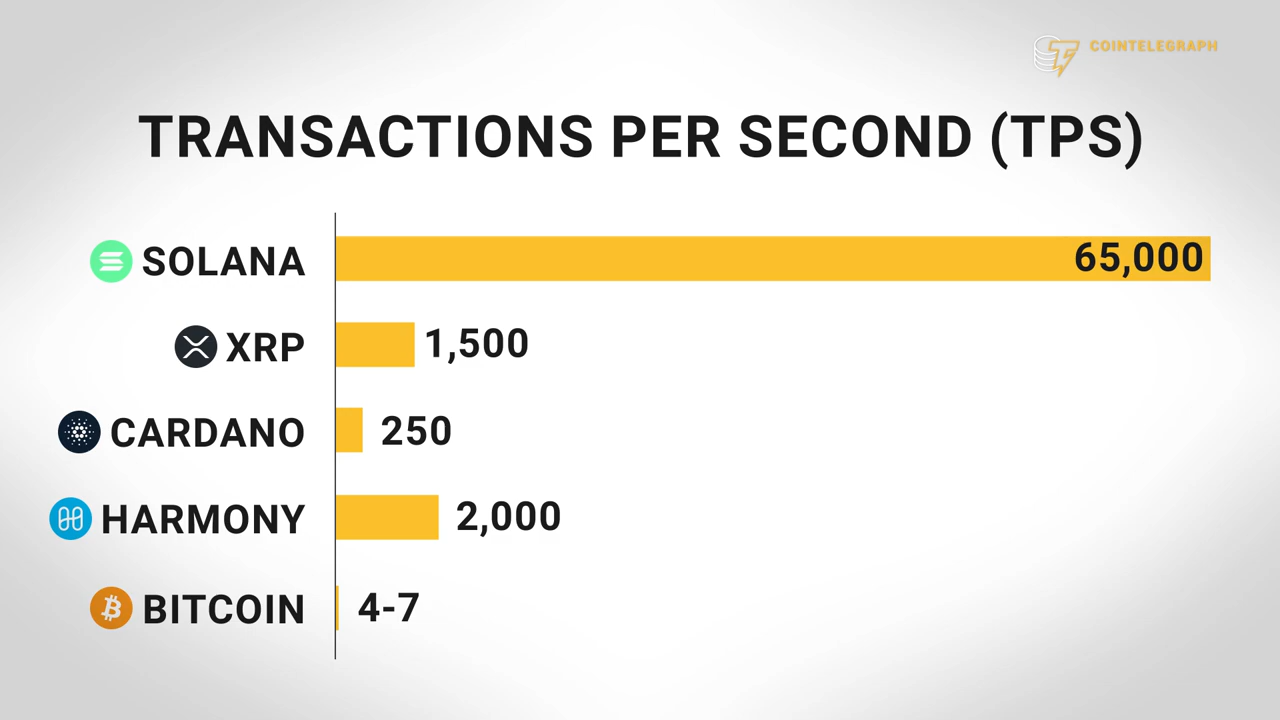 COINTELEGRAPH
TRANSACTIONS PER SECOND (TPS)
SOLANA 65,000
XRP 1,500
CARDANO 250
HARMONY 2,000
BITCOIN 4-7